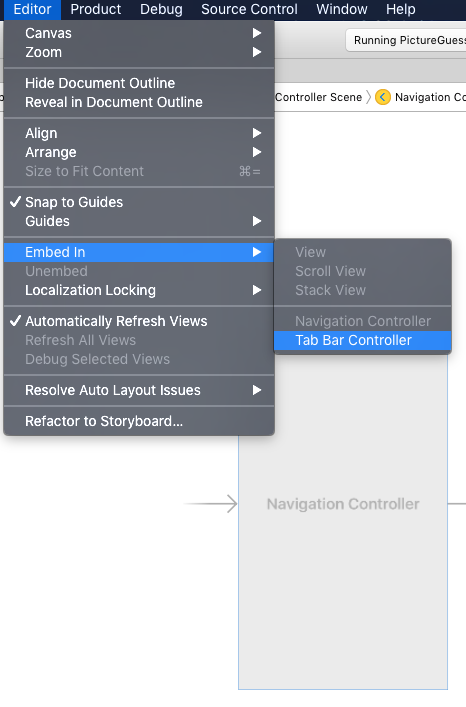 Editor Product Debug Source Control Window Help
Running PictureGues
Canvas
Zoom
Hide Document Outline
Reveal in Document Outline
Controller Scene Navigation Co
Align
Arrange
Size to Fit Content ⌘=
✓ Snap to Guides
Guides
Embed In
Unembed
Localization Locking
View
Scroll View
Stack View
Navigation Controller
Tab Bar Controller
✓ Automatically Refresh Views
Refresh All Views
Debug Selected Views
Resolve Auto Layout Issues
Refactor to Storyboard...
Navigation Controller